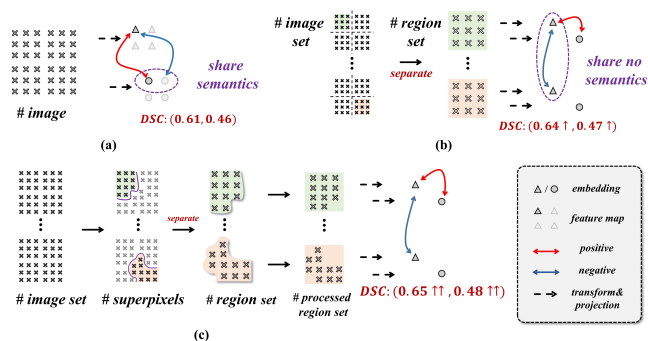 # image
share
semantics
DSC: (0.61, 0.46)
(a)
# image
set
separate
# region
set
share no
semantics
DSC: (0.64 ↑, 0.47 ↑)
(b)
# image set
# superpixels
separate
# region set
# processed
region set
DSC: (0.65 ↑↑, 0.48 ↑↑)
(c)
/
embedding
feature map
positive
negative
transform&
projection